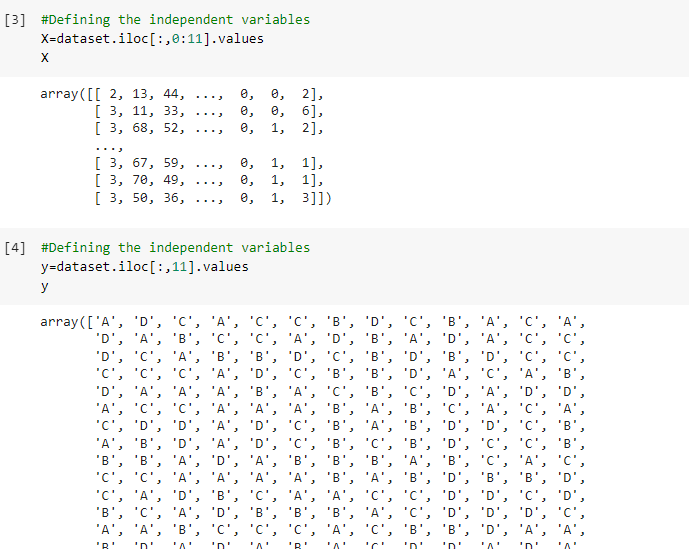 [3] #Defining the independent variables
X=dataset.iloc[:,0:11].values
X
array([[ 2, 13, 44, ..., 0, 0, 2],
[ 3, 11, 33, ..., 0, 0, 6],
[ 3, 68, 52, ..., 0, 1, 2],
...,
[ 3, 67, 59, ..., 0, 1, 1],
[ 3, 70, 49, ..., 0, 1, 1],
[ 3, 50, 36, ..., 0, 1, 3]])
[4] #Defining the independent variables
y=dataset.iloc[:,11].values
y
array(['A', 'D', 'C', 'A', 'C', 'C', 'B', 'D', 'C', 'B', 'A', 'C', 'A',
'D', 'A', 'B', 'C', 'C', 'A', 'D', 'B', 'A', 'D', 'A', 'C', 'C',
'D', 'C', 'A', 'B', 'B', 'D', 'C', 'B', 'D', 'B', 'D', 'C', 'C',
'C', 'C', 'C', 'A', 'D', 'C', 'B', 'B', 'D', 'A', 'C', 'A', 'B',
'D', 'A', 'A', 'A', 'B', 'A', 'C', 'B', 'C', 'D', 'A', 'D', 'D',
'A', 'C', 'C', 'A', 'A', 'A', 'B', 'A', 'B', 'C', 'A', 'C', 'A',
'C', 'D', 'D', 'A', 'D', 'C', 'B', 'A', 'B', 'D', 'D', 'C', 'B',
'A', 'B', 'D', 'A', 'D', 'C', 'B', 'C', 'B', 'D', 'C', 'C', 'B',
'B', 'B', 'A', 'D', 'A', 'B', 'B', 'B', 'A', 'B', 'C', 'A', 'C',
'C', 'C', 'A', 'A', 'A', 'A', 'B', 'A', 'B', 'D', 'B', 'B', 'D',
'C', 'A', 'D', 'B', 'C', 'A', 'A', 'C', 'C', 'D', 'D', 'C', 'D',
'B', 'C', 'A', 'D', 'B', 'B', 'B', 'A', 'C', 'D', 'D', 'D', 'C',
'A', 'A', 'B', 'C', 'C', 'C', 'A', 'C', 'B', 'B', 'D', 'A', 'A',